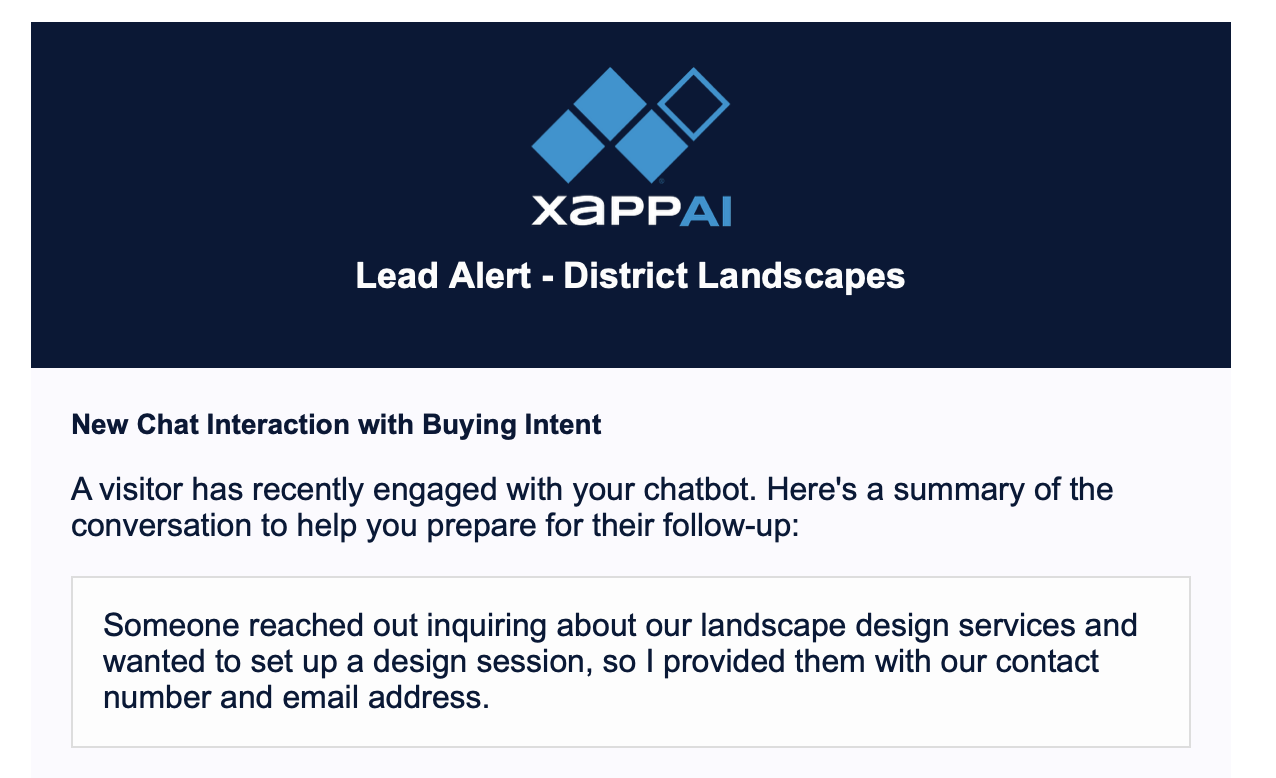 xapPAI
Lead Alert - District Landscapes
New Chat Interaction with Buying Intent
A visitor has recently engaged with your chatbot. Here's a summary of the
conversation to help you prepare for their follow-up:
Someone reached out inquiring about our landscape design services and
wanted to set up a design session, so I provided them with our contact
number and email address.